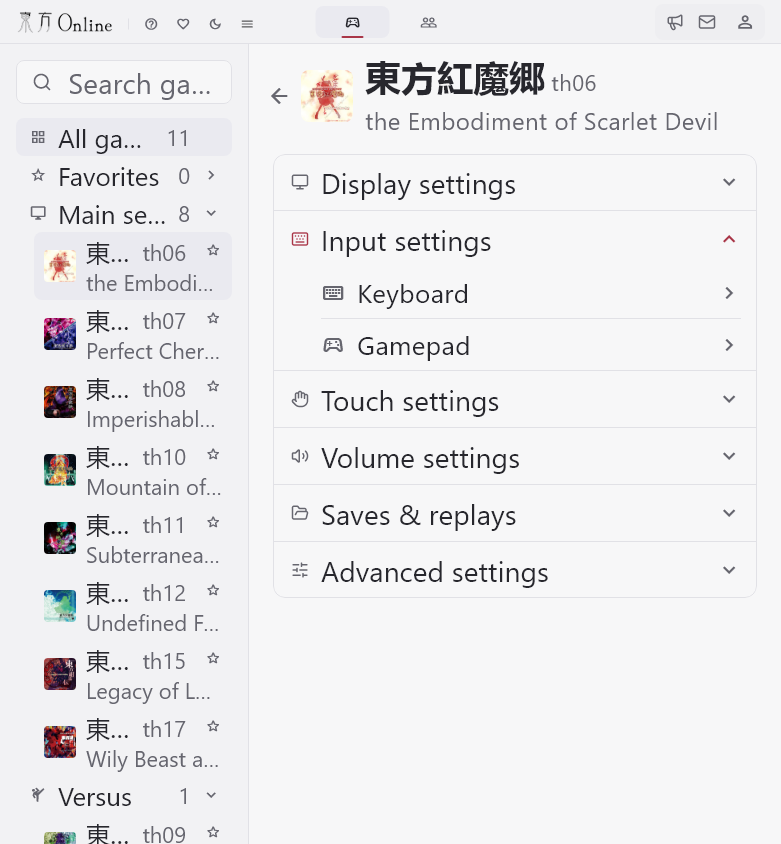 東方Online
Search ga...
All ga... 11
Favorites 0
Main se... 8
東... th06
the Embodi...
東... th07
Perfect Cher...
東... th08
Imperishabl...
東... th10
Mountain of...
東... th11
Subterranea...
東... th12
Undefined F...
東... th15
Legacy of L...
東... th17
Wily Beast a...
Versus 1
東... th09
東方紅魔郷 th06
the Embodiment of Scarlet Devil
Display settings
Input settings
Keyboard
Gamepad
Touch settings
Volume settings
Saves & replays
Advanced settings